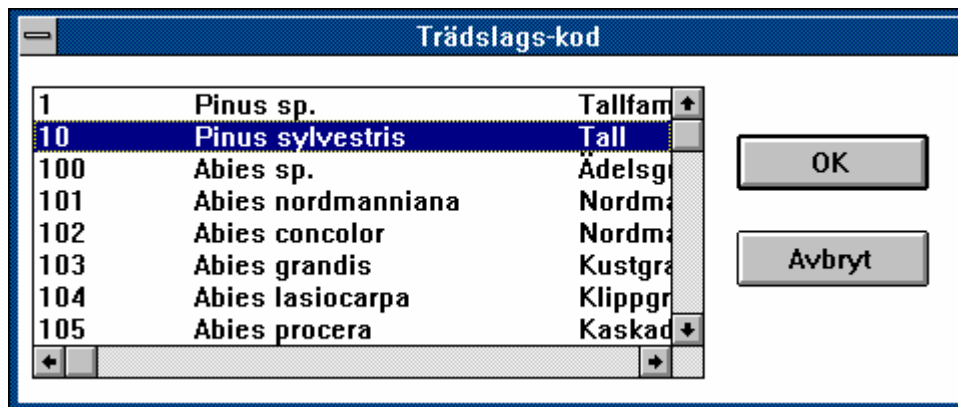 Trädslags-kod
1 Pinus sp. Tallfam
10 Pinus sylvestris Tall
100 Abies sp. Ädelsg
101 Abies nordmanniana Nordma
102 Abies concolor Nordma
103 Abies grandis Kustgra
104 Abies lasiocarpa Klippgr
105 Abies procera Kaskad
OK
Avbryt